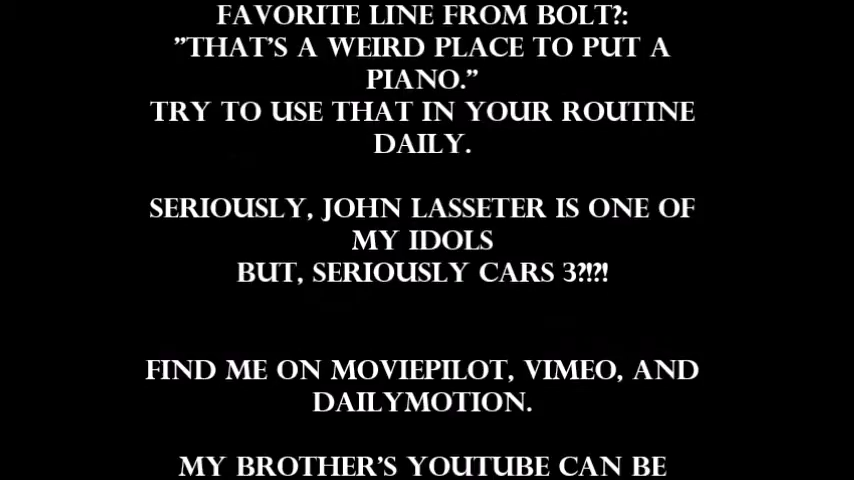 FAVORITE LINE FROM BOLT?:
"THAT'S A WEIRD PLACE TO PUT A
PIANO."
TRY TO USE THAT IN YOUR ROUTINE
DAILY.
SERIOUSLY, JOHN LASSETER IS ONE OF
MY IDOLS
BUT, SERIOUSLY CARS 3?!?!
FIND ME ON MOVIEPILOT, VIMEO, AND
DAILYMOTION.
MY BROTHER'S YOUTUBE CAN BE